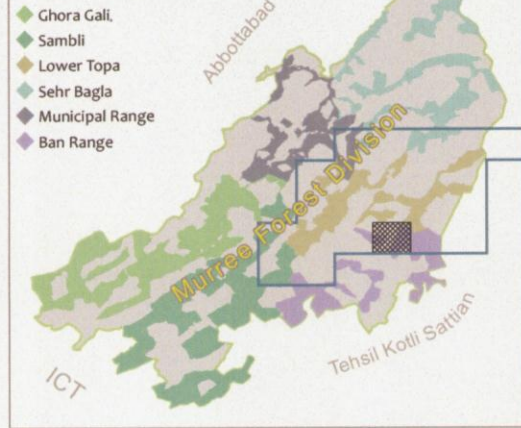 Ghora Gali,
Sambli
Lower Topa
Sehr Bagla
Municipal Range
Ban Range
Abbottabad
Murree Forest Division
Tehsil Kotli Sattian
ICT